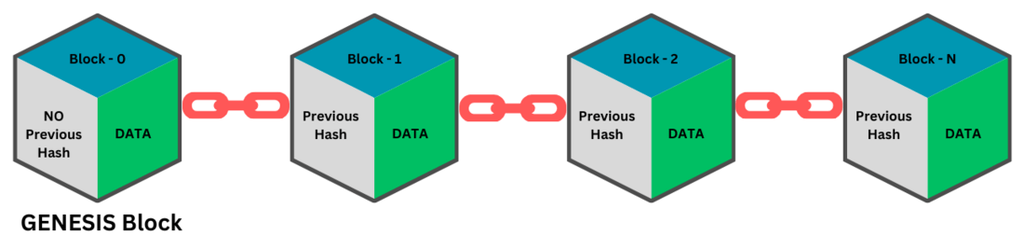 Block - 0
NO
Previous
Hash
DATA
GENESIS Block
Block - 1
Previous
Hash
DATA
Block - 2
Previous
Hash
DATA
Block - N
Previous
Hash
DATA